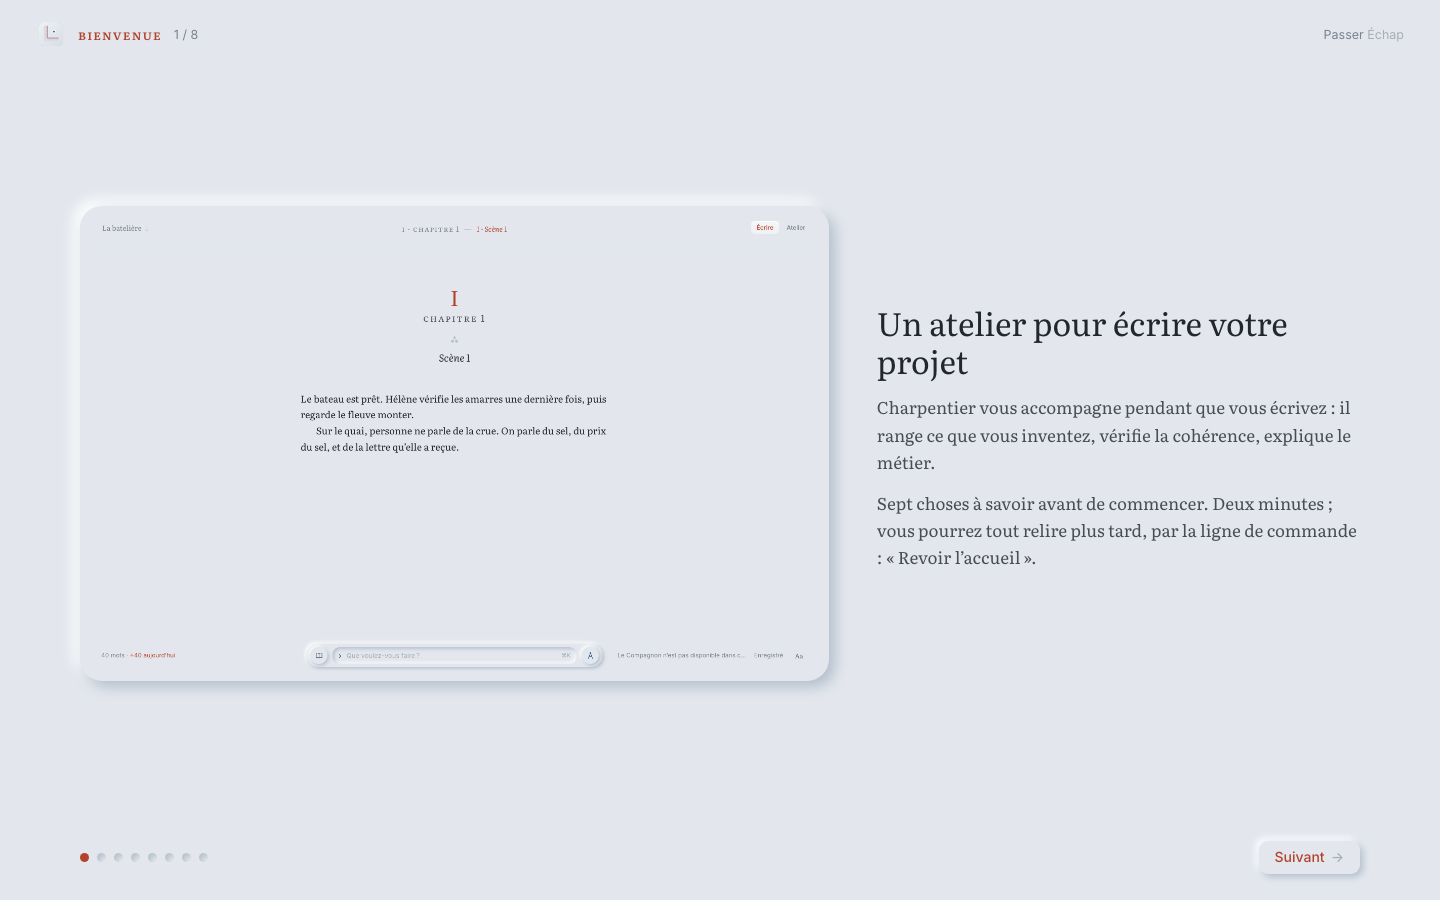 BIENVENUE 1 / 8
Passer Échap
La batelière
I · CHAPITRE 1 — 1 · Scène 1
Écrire Atelier
I
CHAPITRE 1
Scène 1
Le bateau est prêt. Hélène vérifie les amarres une dernière fois, puis
regarde le fleuve monter.
Sur le quai, personne ne parle de la crue. On parle du sel, du prix
du sel, et de la lettre qu’elle a reçue.
40 mots · +40 aujourd’hui
› Que voulez-vous faire ? ⌘K
A
Le Compagnon n’est pas disponible dans c… Enregistré Aa
Un atelier pour écrire votre
projet
Charpentier vous accompagne pendant que vous écrivez : il
range ce que vous inventez, vérifie la cohérence, explique le
métier.
Sept choses à savoir avant de commencer. Deux minutes ;
vous pourrez tout relire plus tard, par la ligne de commande
: « Revoir l’accueil ».
Suivant →